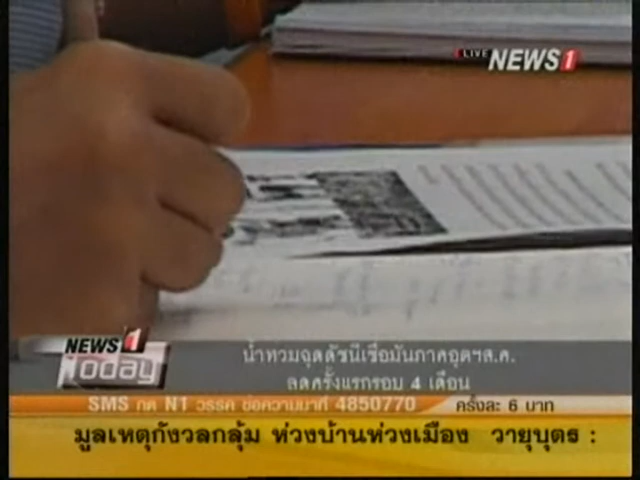 LIVE NEWS1
NEWS1
Today
น้ำท่วมฉุดดัชนีเชื่อมั่นภาคอุตฯส.ค.
ลดครั้งแรกรอบ 4 เดือน
SMS กด N1 วรรค ข้อความมาที่ 4850770 ครั้งละ 6 บาท
มูลเหตุกังวลกลุ้ม ห่วงบ้านห่วงเมือง วายุบุตร :